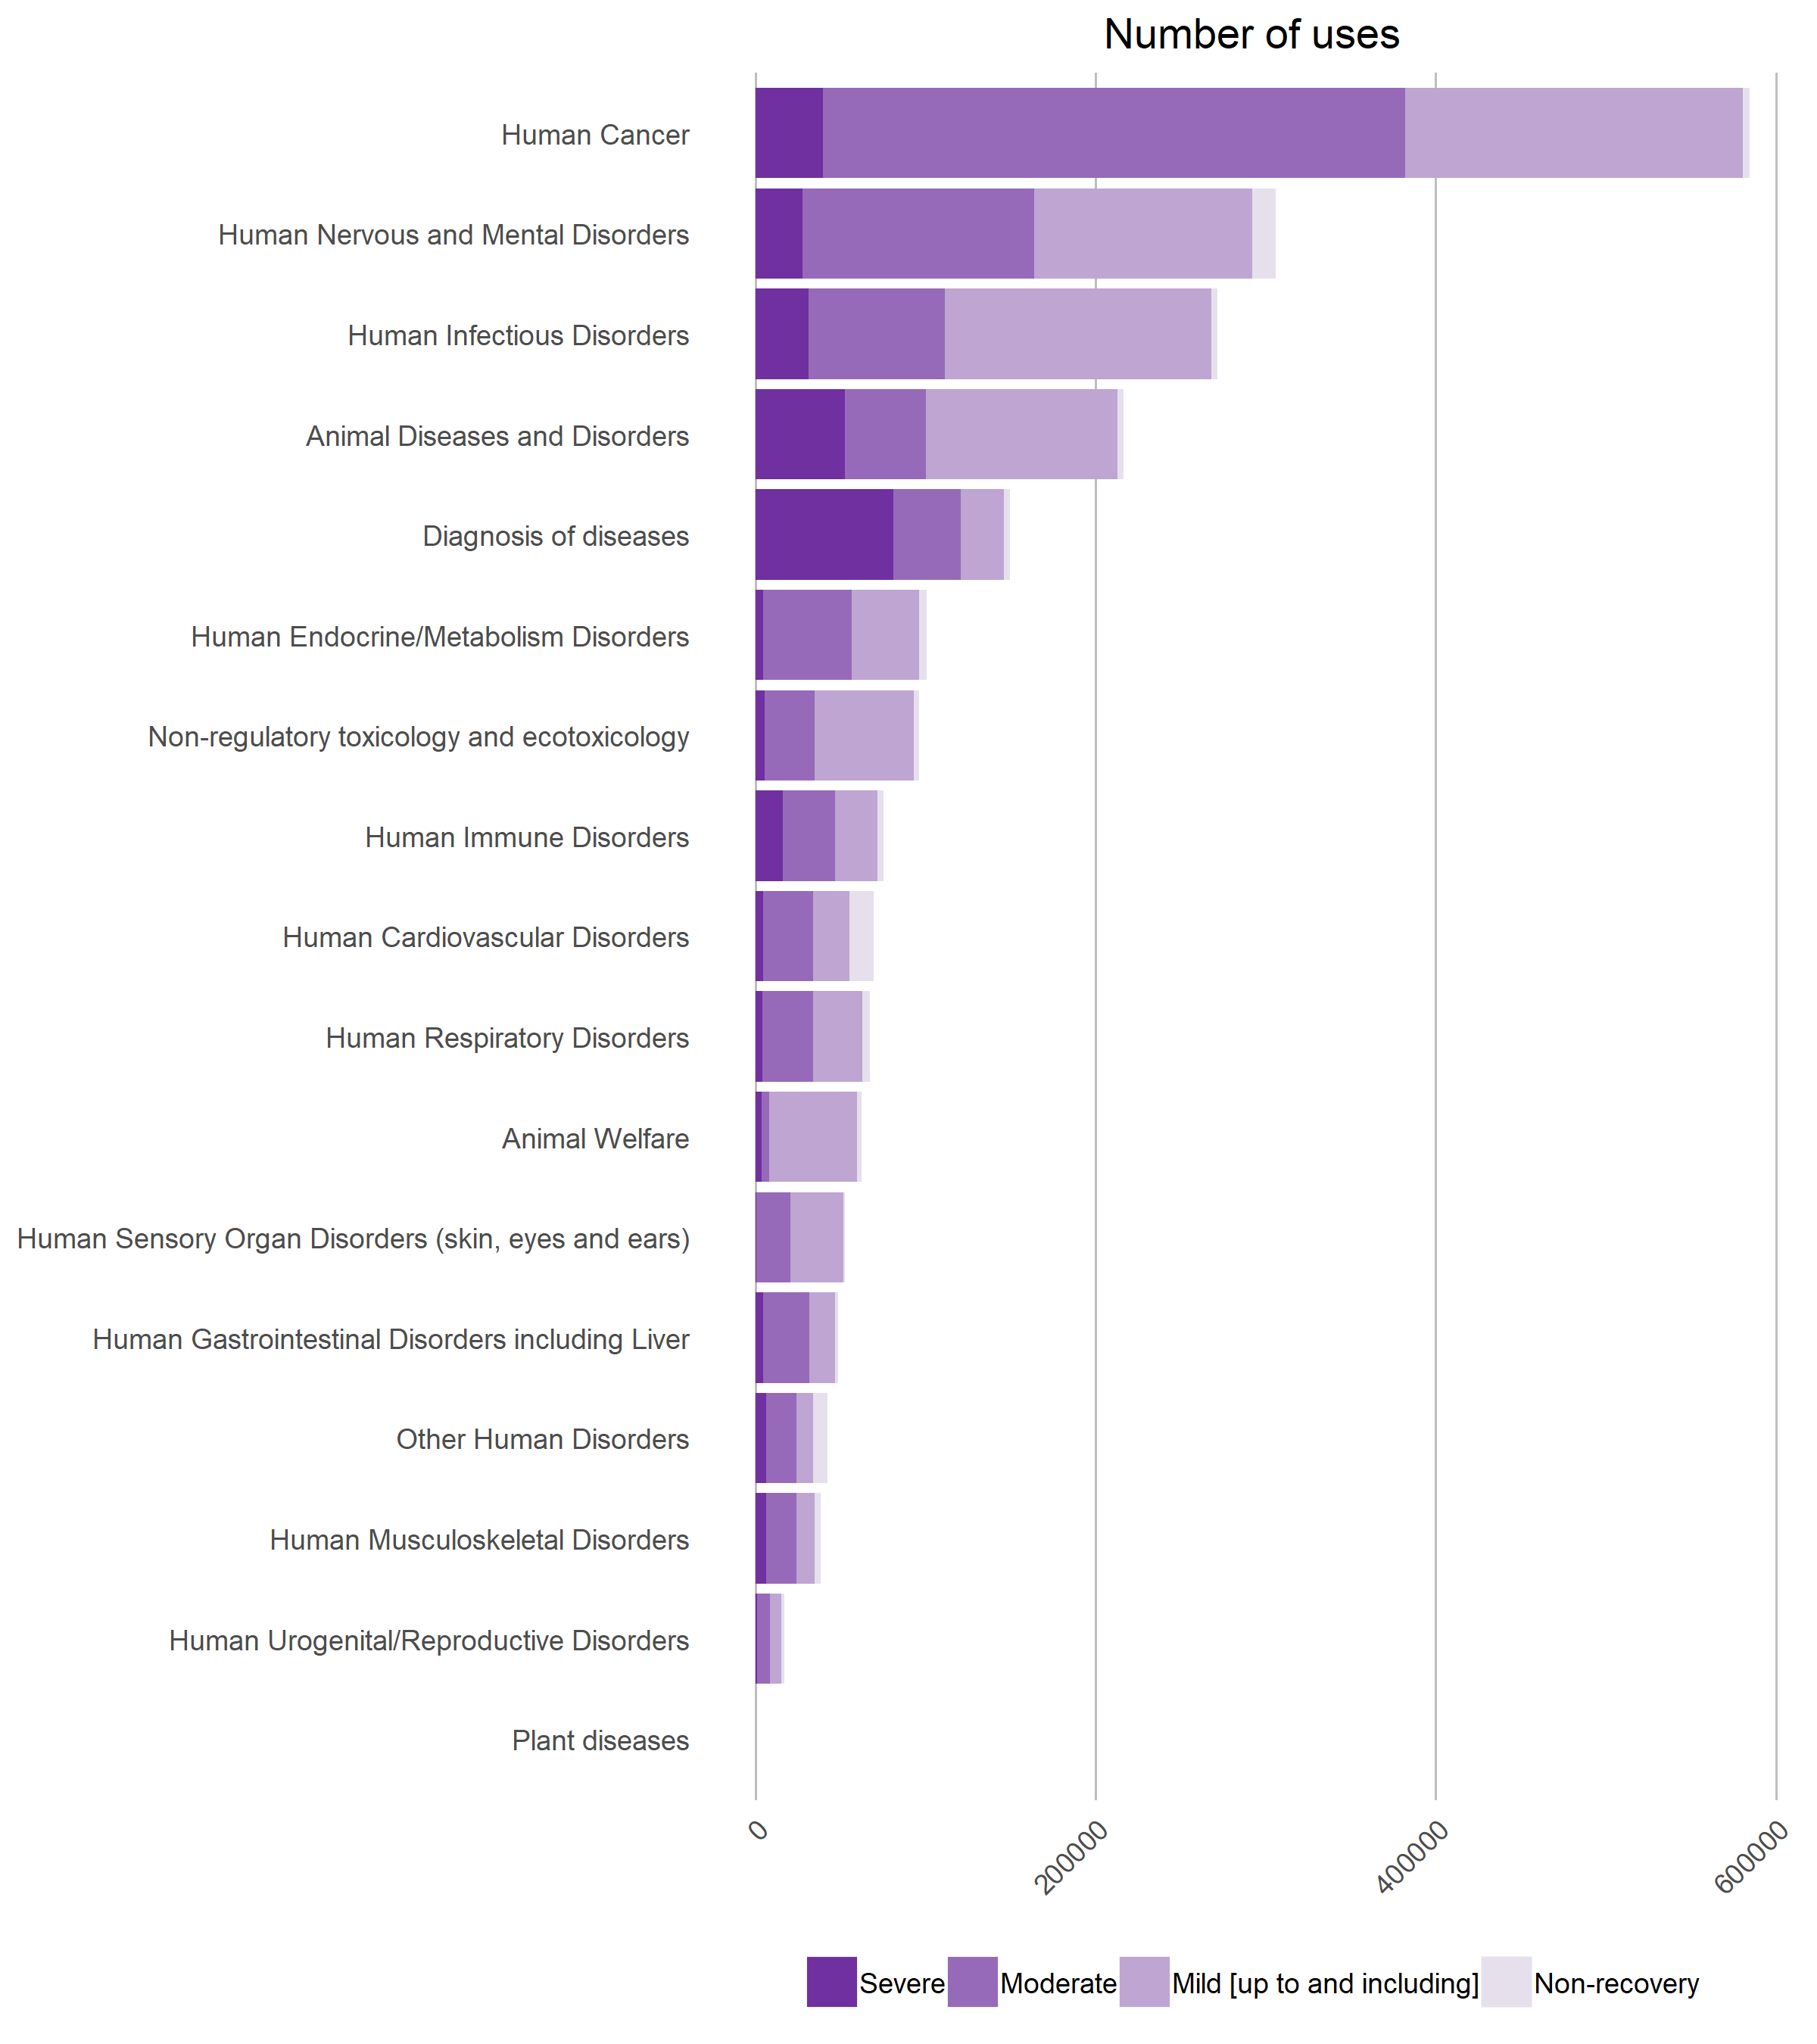 Number of uses
Human Cancer
Human Nervous and Mental Disorders
Human Infectious Disorders
Animal Diseases and Disorders
Diagnosis of diseases
Human Endocrine/Metabolism Disorders
Non-regulatory toxicology and ecotoxicology
Human Immune Disorders
Human Cardiovascular Disorders
Human Respiratory Disorders
Animal Welfare
Human Sensory Organ Disorders (skin, eyes and ears)
Human Gastrointestinal Disorders including Liver
Other Human Disorders
Human Musculoskeletal Disorders
Human Urogenital/Reproductive Disorders
Plant diseases
0 200000 400000 600000
Severe Moderate Mild [up to and including] Non-recovery